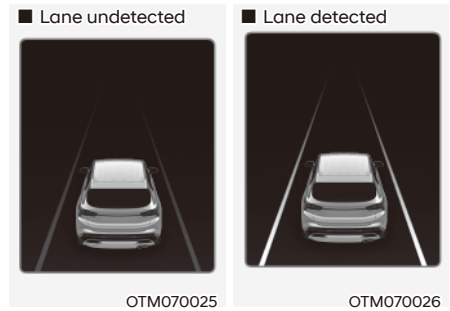 ■ Lane undetected
OTM070025
■ Lane detected
OTM070026